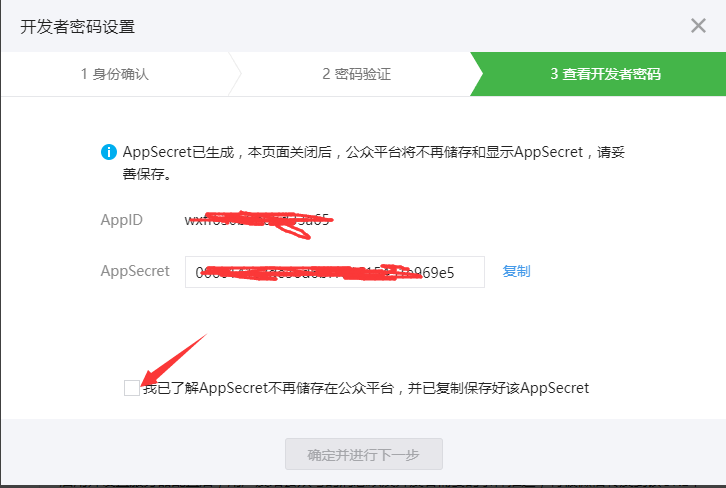 开发者密码设置
1 身份确认
2 密码验证
3 查看开发者密码
AppSecret已生成，本页面关闭后，公众平台将不再储存和显示AppSecret，请妥
善保存。
AppID
AppSecret
复制
我已了解AppSecret不再储存在公众平台，并已复制保存好该AppSecret
确定并进行下一步